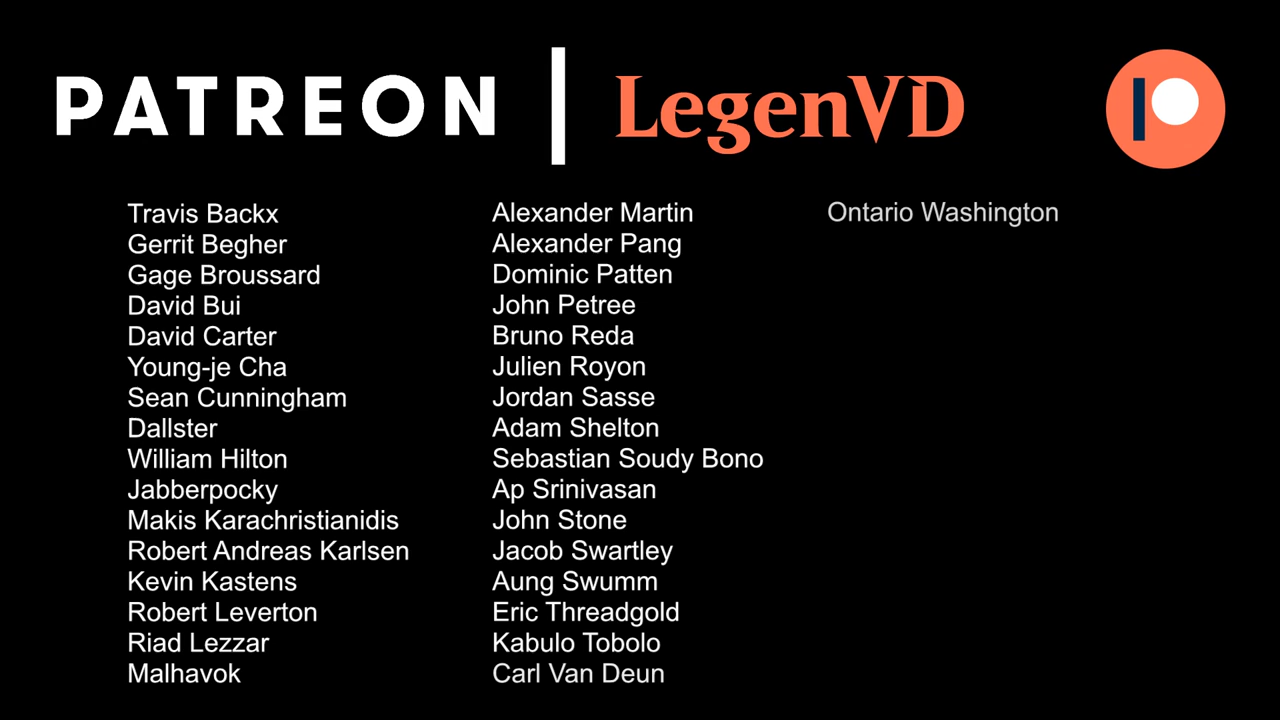 PATREON | LegenVD
Travis Backx
Gerrit Begher
Gage Broussard
David Bui
David Carter
Young-je Cha
Sean Cunningham
Dallster
William Hilton
Jabberpocky
Makis Karachristianidis
Robert Andreas Karlsen
Kevin Kastens
Robert Leverton
Riad Lezzar
Malhavok
Alexander Martin
Alexander Pang
Dominic Patten
John Petree
Bruno Reda
Julien Royon
Jordan Sasse
Adam Shelton
Sebastian Soudy Bono
Ap Srinivasan
John Stone
Jacob Swartley
Aung Swumm
Eric Threadgold
Kabulo Tobolo
Carl Van Deun
Ontario Washington